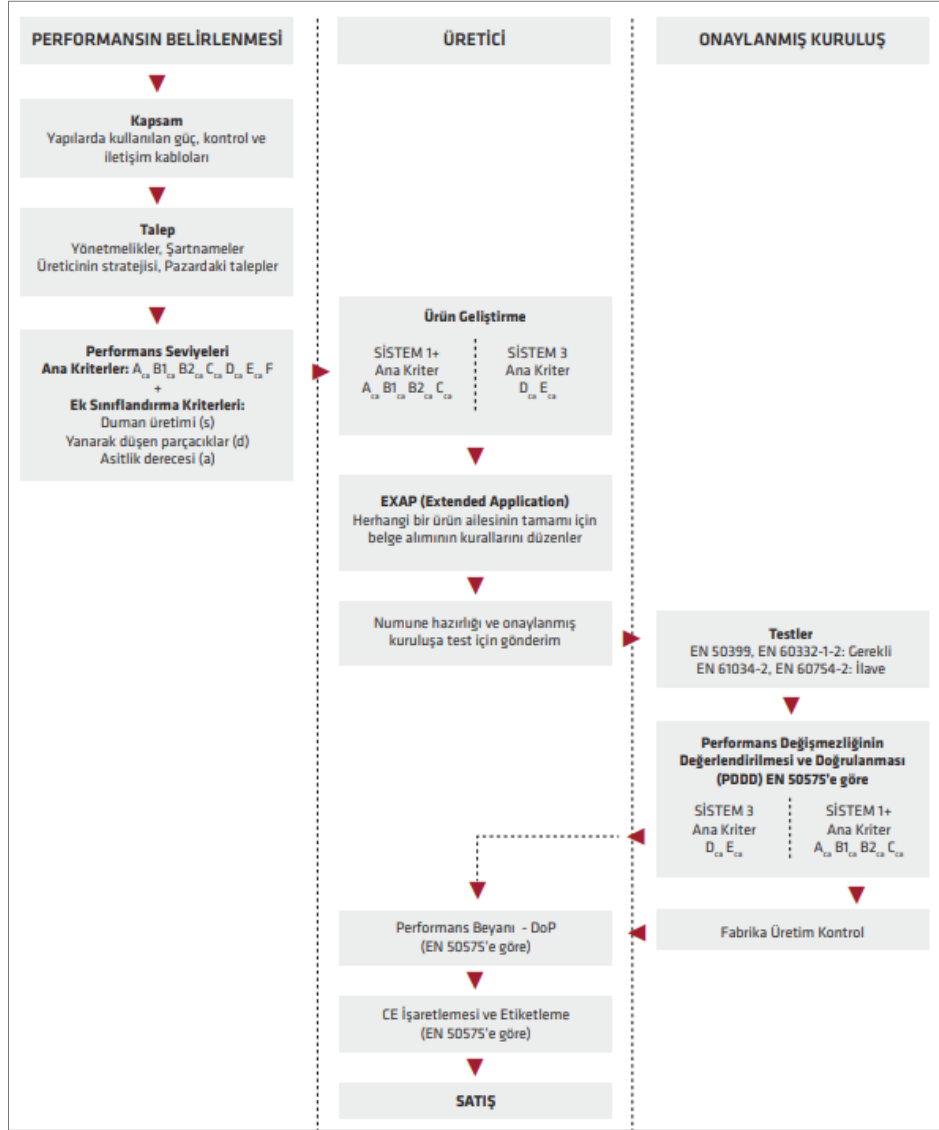 PERFORMANSIN BELİRLENMESİ
Kapsam
Yapılarda kullanılan güç, kontrol ve
iletişim kabloları
Talep
Yönetmelikler, Şartnameler
Üreticinin stratejisi, Pazardaki talepler
Performans Seviyeleri
Ana Kriterler: Aca B1ca B2ca Cca Dca Eca F
+
Ek Sınıflandırma Kriterleri:
Duman üretimi (s)
Yanarak düşen parçacıklar (d)
Asitlik derecesi (a)
ÜRETİCİ
Ürün Geliştirme
SİSTEM 1+
Ana Kriter
Aca B1ca B2ca Cca
SİSTEM 3
Ana Kriter
Dca Eca
EXAP (Extended Application)
Herhangi bir ürün ailesinin tamamı için
belge alımının kurallarını düzenler
Numune hazırlığı ve onaylanmış
kuruluşa test için gönderim
ONAYLANMIŞ KURULUŞ
Testler
EN 50399, EN 60332-1-2: Gerekli
EN 61034-2, EN 60754-2: İlave
Performans Değişmezliğinin
Değerlendirilmesi ve Doğrulanması
(PDDD) EN 50575'e göre
SİSTEM 3
Ana Kriter
Dca Eca
SİSTEM 1+
Ana Kriter
Aca B1ca B2ca Cca
Fabrika Üretim Kontrol
Performans Beyanı - DoP
(EN 50575'e göre)
CE İşaretlemesi ve Etiketleme
(EN 50575'e göre)
SATIŞ